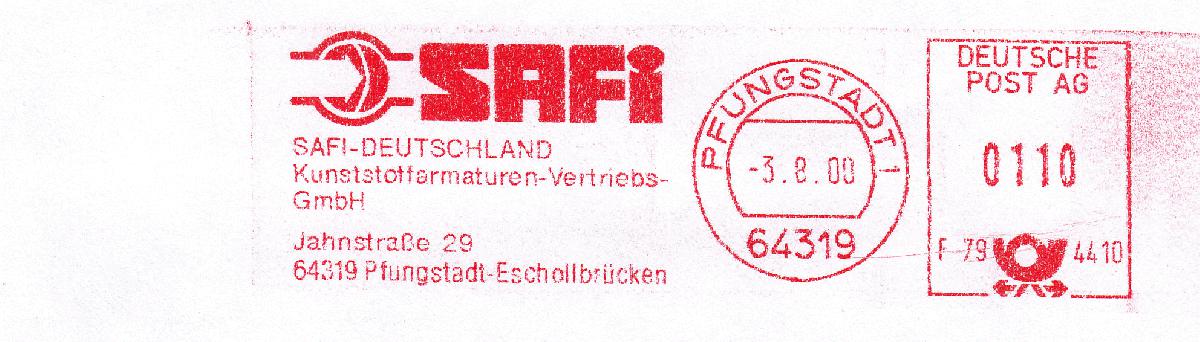 SAFi
SAFI-DEUTSCHLAND
Kunststoffarmaturen-Vertriebs-
GmbH
Jahnstraße 29
64319 Pfungstadt-Eschollbrücken
PFUNGSTADT 1
-3.8.00
64319
DEUTSCHE
POST AG
0110
F 79 4410